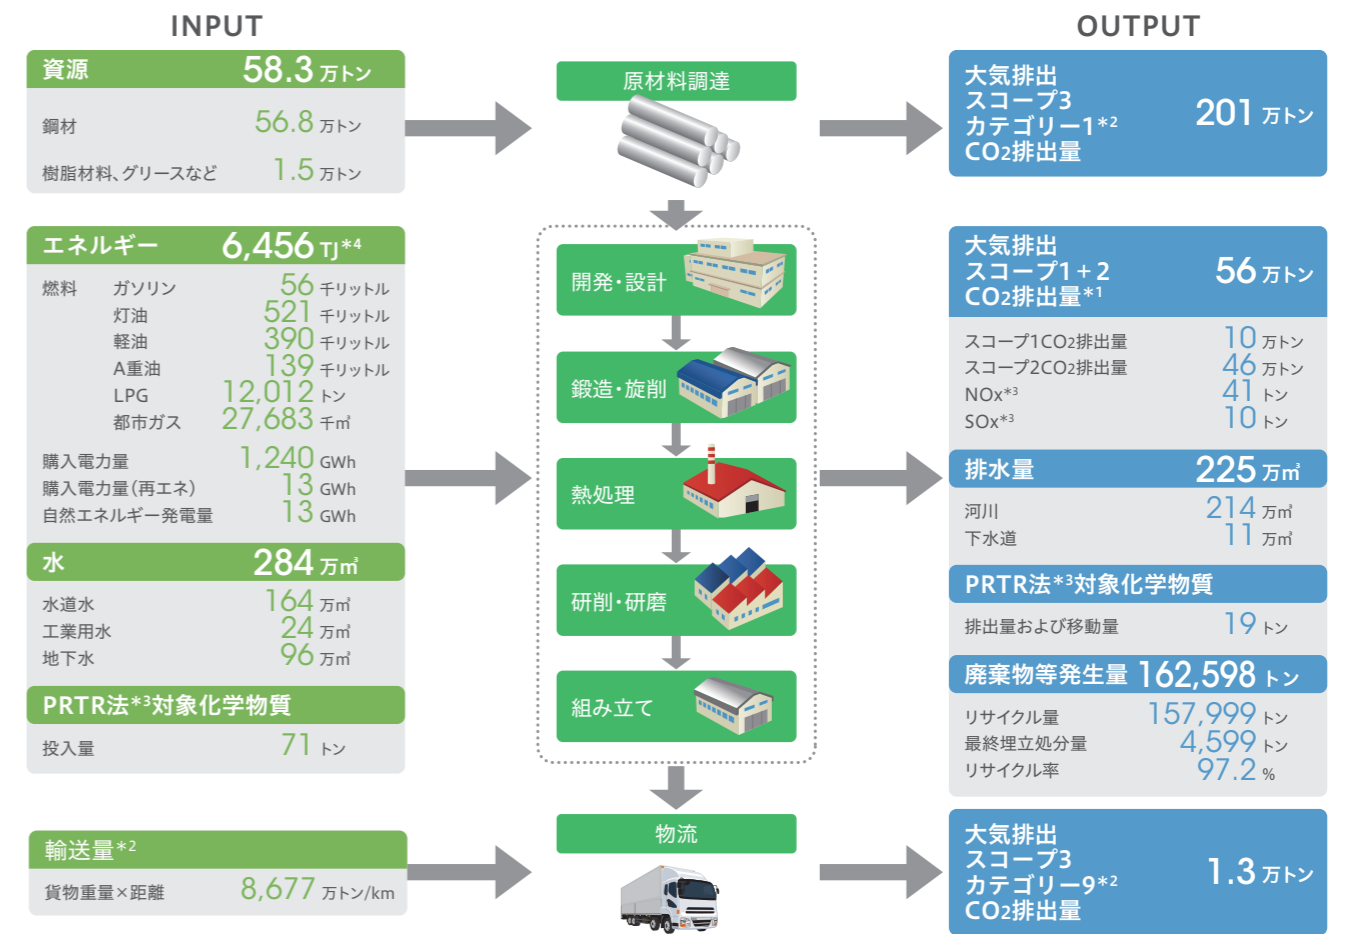 INPUT
資源 58.3 万トン
鋼材 56.8 万トン
樹脂材料、グリースなど 1.5 万トン
エネルギー 6,456 TJ*4
燃料 ガソリン 56 千リットル
灯油 521 千リットル
軽油 390 千リットル
A重油 139 千リットル
LPG 12,012 トン
都市ガス 27,683 千㎥
購入電力量 1,240 GWh
購入電力量(再エネ) 13 GWh
自然エネルギー発電量 13 GWh
水 284 万㎥
水道水 164 万㎥
工業用水 24 万㎥
地下水 96 万㎥
PRTR法*3対象化学物質
投入量 71 トン
輸送量*2
貨物重量×距離 8,677 万トン/km
原材料調達
開発・設計
鍛造・旋削
熱処理
研削・研磨
組み立て
物流
OUTPUT
大気排出
スコープ3
カテゴリー1*2
CO2排出量
201 万トン
大気排出
スコープ1+2
CO2排出量*1
56 万トン
スコープ1CO2排出量 10 万トン
スコープ2CO2排出量 46 万トン
NOx*3 41 トン
SOx*3 10 トン
排水量 225 万㎥
河川 214 万㎥
下水道 11 万㎥
PRTR法*3対象化学物質
排出量および移動量 19 トン
廃棄物等発生量 162,598 トン
リサイクル量 157,999 トン
最終埋立処分量 4,599 トン
リサイクル率 97.2 %
大気排出
スコープ3
カテゴリー9*2
CO2排出量
1.3 万トン